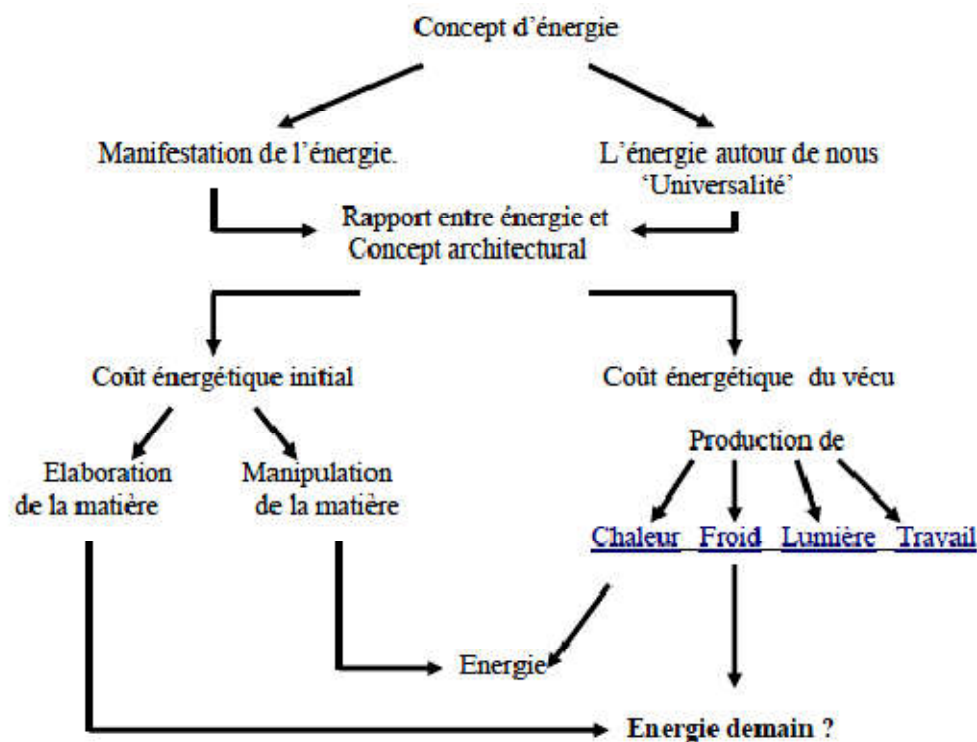 Concept d’énergie
Manifestation de l’énergie.
L’énergie autour de nous
‘Universalité’
Rapport entre énergie et
Concept architectural
Coût énergétique initial
Coût énergétique du vécu
Production de
Elaboration
de la matière
Manipulation
de la matière
Chaleur Froid Lumière Travail
Energie
Energie demain ?